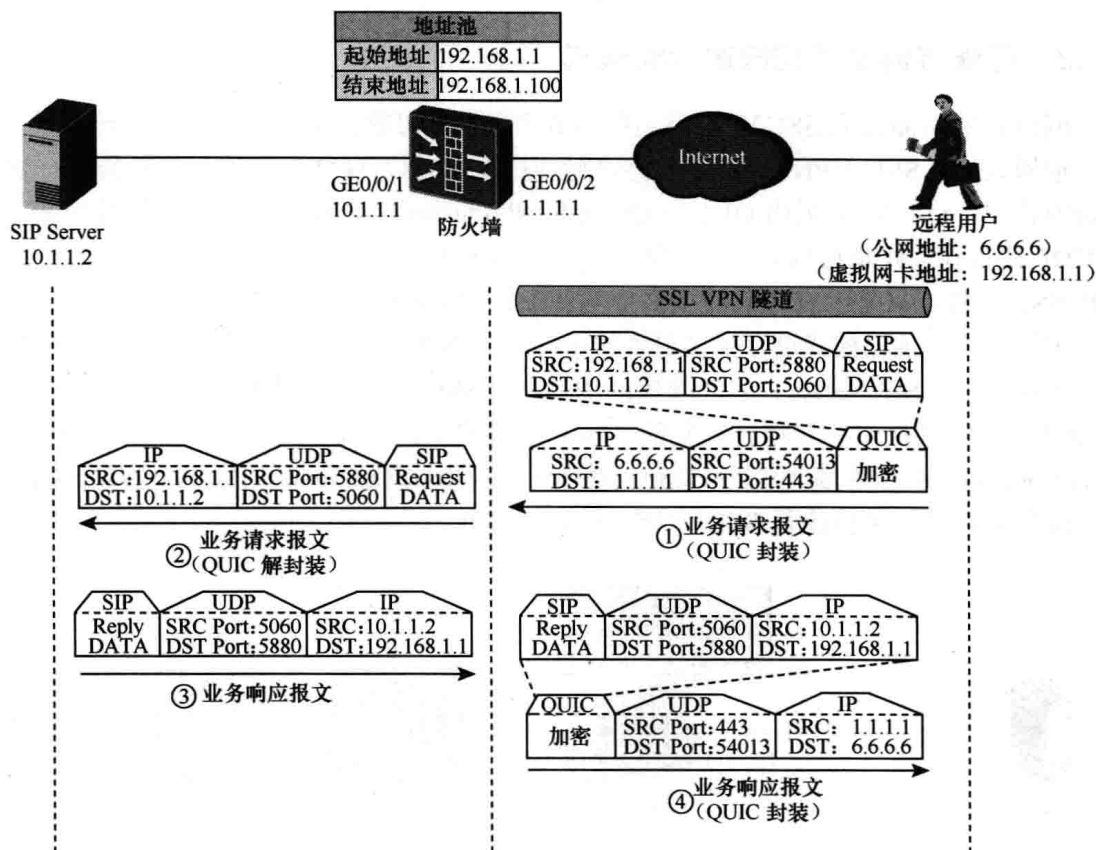 地址池
起始地址 192.168.1.1
结束地址 192.168.1.100
Internet
GE0/0/1
10.1.1.1
GE0/0/2
1.1.1.1
防火墙
SIP Server
10.1.1.2
远程用户
（公网地址：6.6.6.6）
（虚拟网卡地址：192.168.1.1）
SSL VPN 隧道
IP UDP SIP
SRC:192.168.1.1 SRC Port:5880 Request
DST:10.1.1.2 DST Port:5060 DATA
IP UDP QUIC
SRC: 6.6.6.6 SRC Port:54013 加密
DST: 1.1.1.1 DST Port:443
①业务请求报文
（QUIC 封装）
IP UDP SIP
SRC:192.168.1.1 SRC Port:5880 Request
DST:10.1.1.2 DST Port:5060 DATA
②业务请求报文
（QUIC 解封装）
SIP UDP IP
Reply SRC Port:5060 SRC:10.1.1.2
DATA DST Port:5880 DST:192.168.1.1
③业务响应报文
SIP UDP IP
Reply SRC Port:5060 SRC:10.1.1.2
DATA DST Port:5880 DST:192.168.1.1
QUIC UDP IP
加密 SRC Port:443 SRC: 1.1.1.1
DST Port:54013 DST: 6.6.6.6
④业务响应报文
（QUIC 封装）